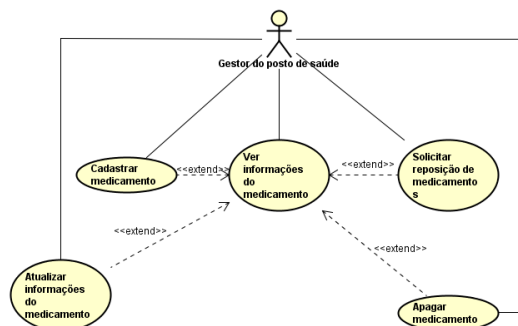 Gestor do posto de saúde
Cadastrar
medicamento
<<extend>>
Ver
informações
do
medicamento
<<extend>>
Solicitar
reposição de
medicamento
s
<<extend>>
<<extend>>
Atualizar
informações
do
medicamento
Apagar
medicamento